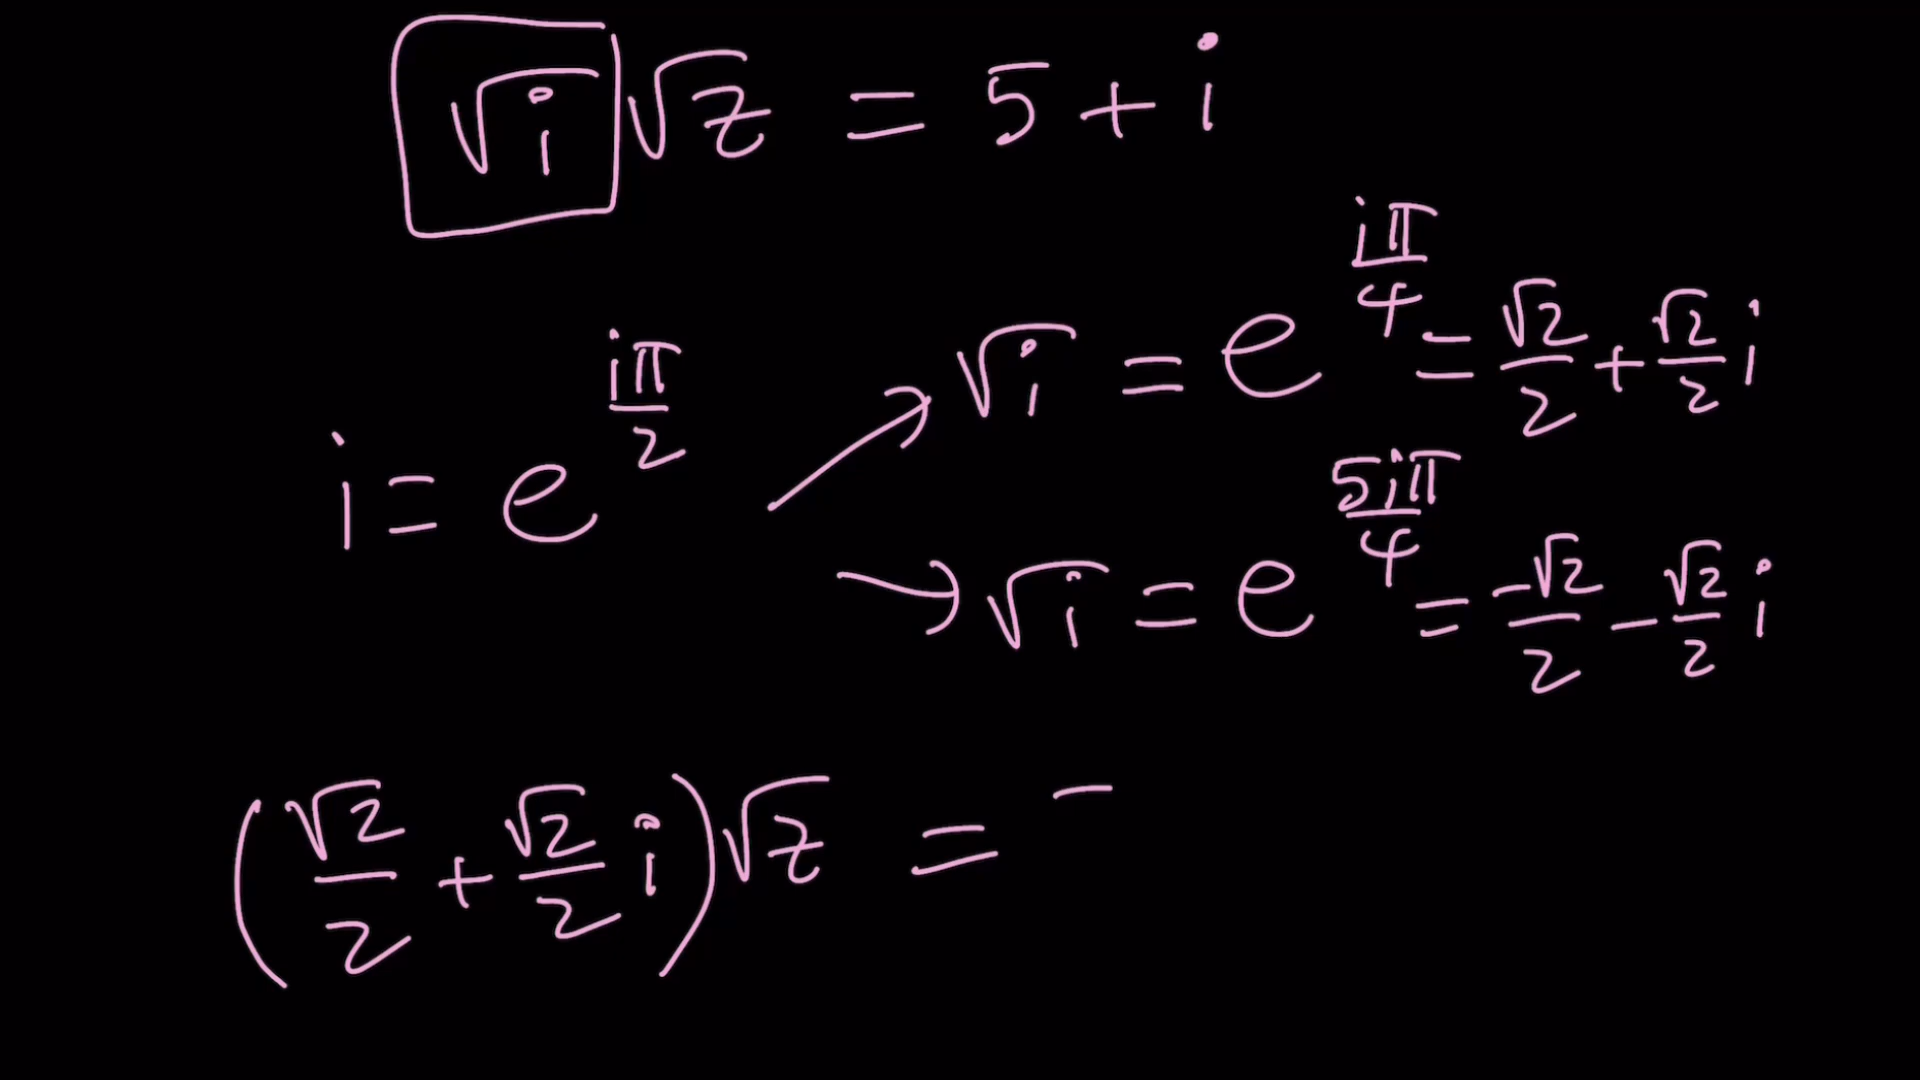 √i √z = 5 + i
i = e^(iπ/2) → √i = e^(iπ/4) = √2/2 + √2/2 i
→ √i = e^(5iπ/4) = -√2/2 - √2/2 i
(√2/2 + √2/2 i) √z =